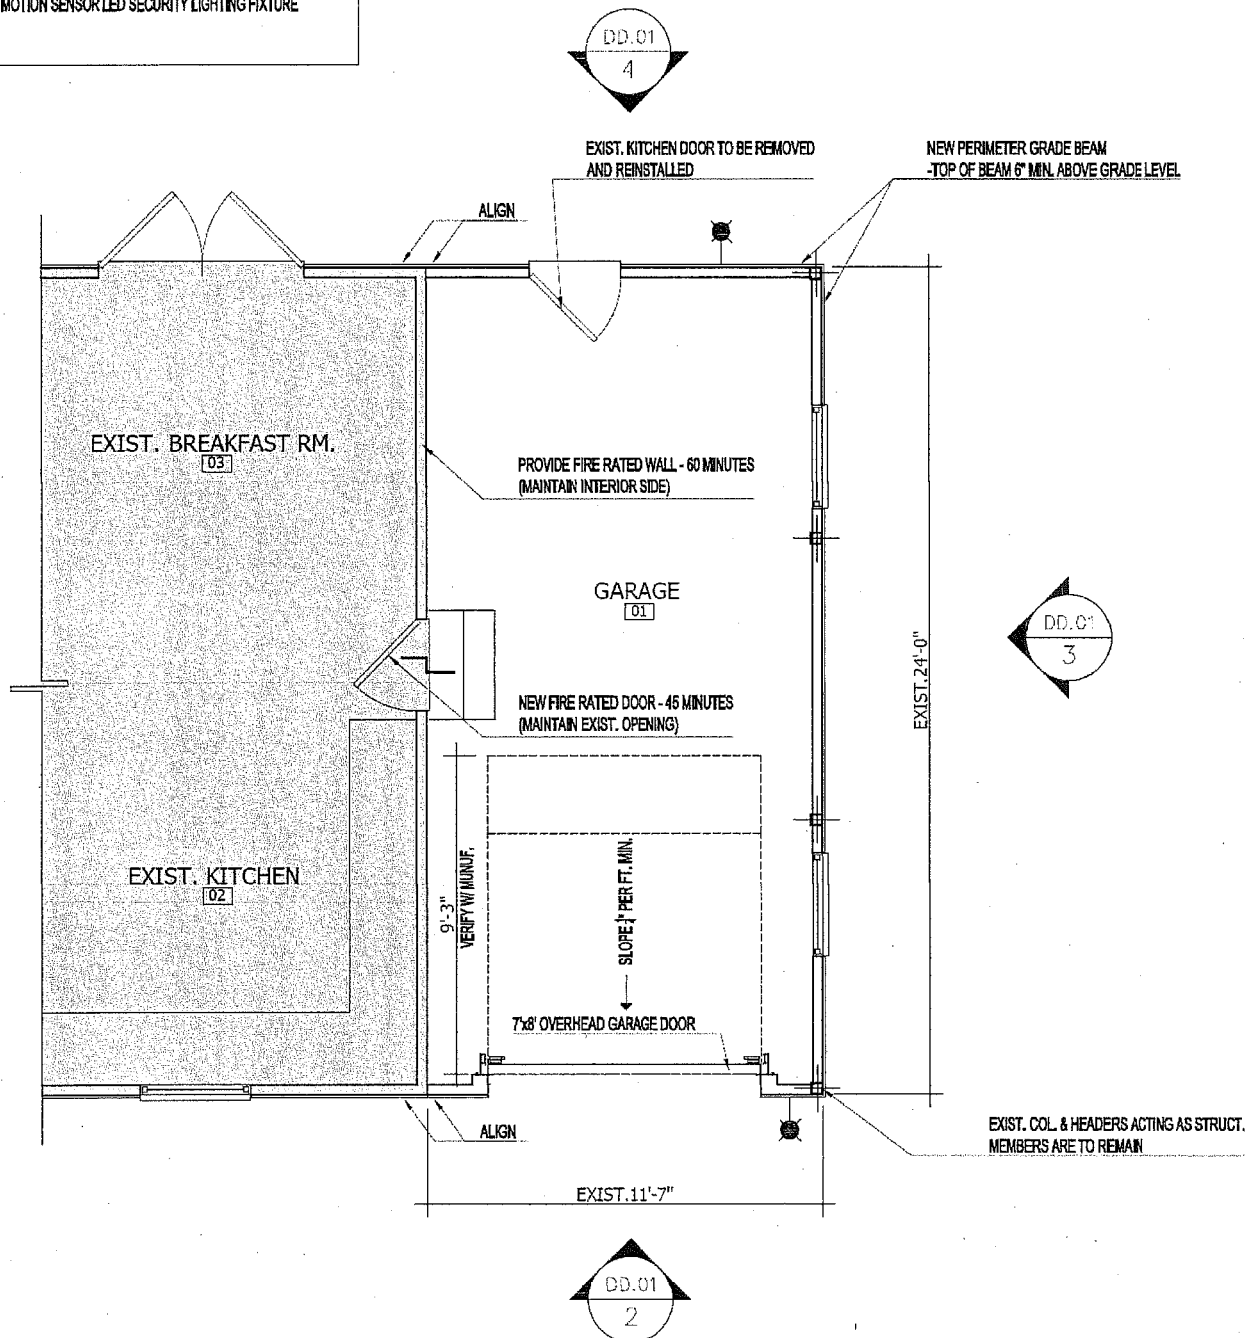 MOTION SENSOR LED SECURITY LIGHTING FIXTURE
DD.01
4
EXIST. KITCHEN DOOR TO BE REMOVED
AND REINSTALLED
NEW PERIMETER GRADE BEAM
-TOP OF BEAM 6" MIN. ABOVE GRADE LEVEL
ALIGN
EXIST. BREAKFAST RM.
03
PROVIDE FIRE RATED WALL - 60 MINUTES
(MAINTAIN INTERIOR SIDE)
GARAGE
01
DD.01
3
EXIST.24'-0"
NEW FIRE RATED DOOR - 45 MINUTES
(MAINTAIN EXIST. OPENING)
EXIST. KITCHEN
02
9'-3"
VERIFY W/ MUNUF.
SLOPE PER FT. MIN.
7'x8' OVERHEAD GARAGE DOOR
ALIGN
EXIST. COL. & HEADERS ACTING AS STRUCT.
MEMBERS ARE TO REMAIN
EXIST.11'-7"
DD.01
2